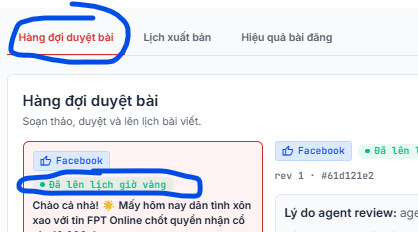 Hàng đợi duyệt bài Lịch xuất bản Hiệu quả bài đăng
Hàng đợi duyệt bài
Soạn thảo, duyệt và lên lịch bài viết.
Facebook
Đã lên lịch giờ vàng
Chào cả nhà! 🌟 Mấy hôm nay dân tình xôn
xao với tin FPT Online chốt quyền nhận cổ
Facebook Đã lên l
rev 1 · #61d121e2
Lý do agent review: age